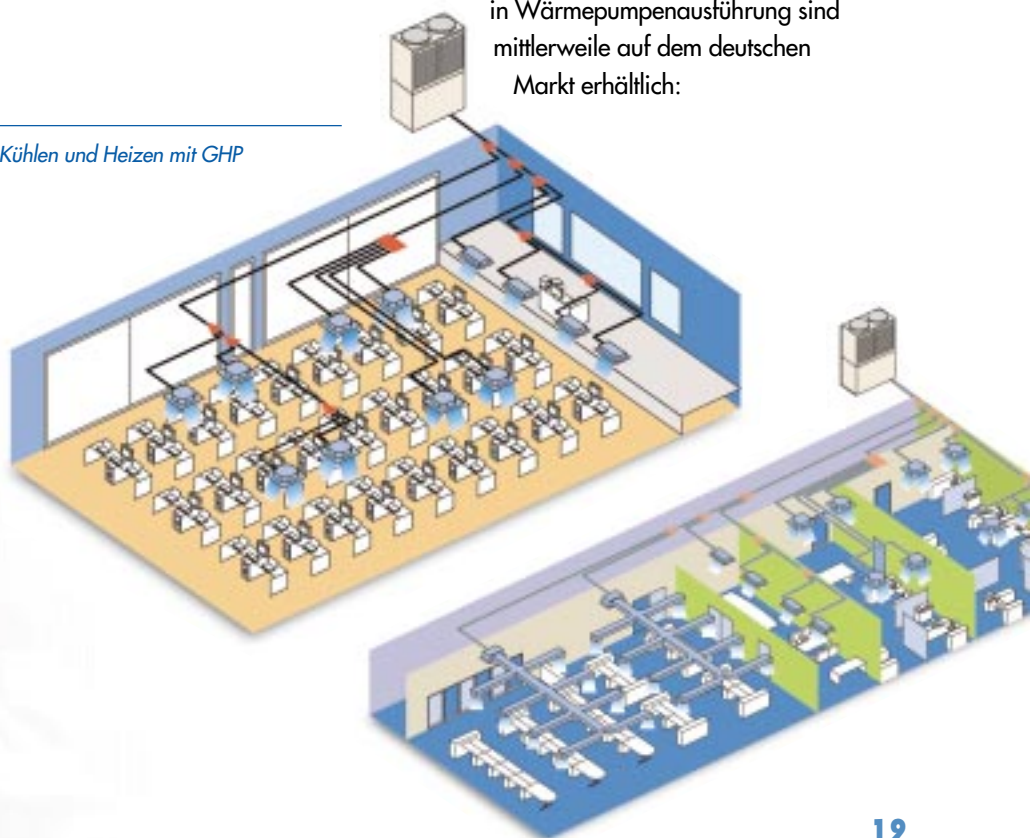 in Wärmepumpenausführung sind
mittlerweile auf dem deutschen
Markt erhältlich:
Kühlen und Heizen mit GHP
19